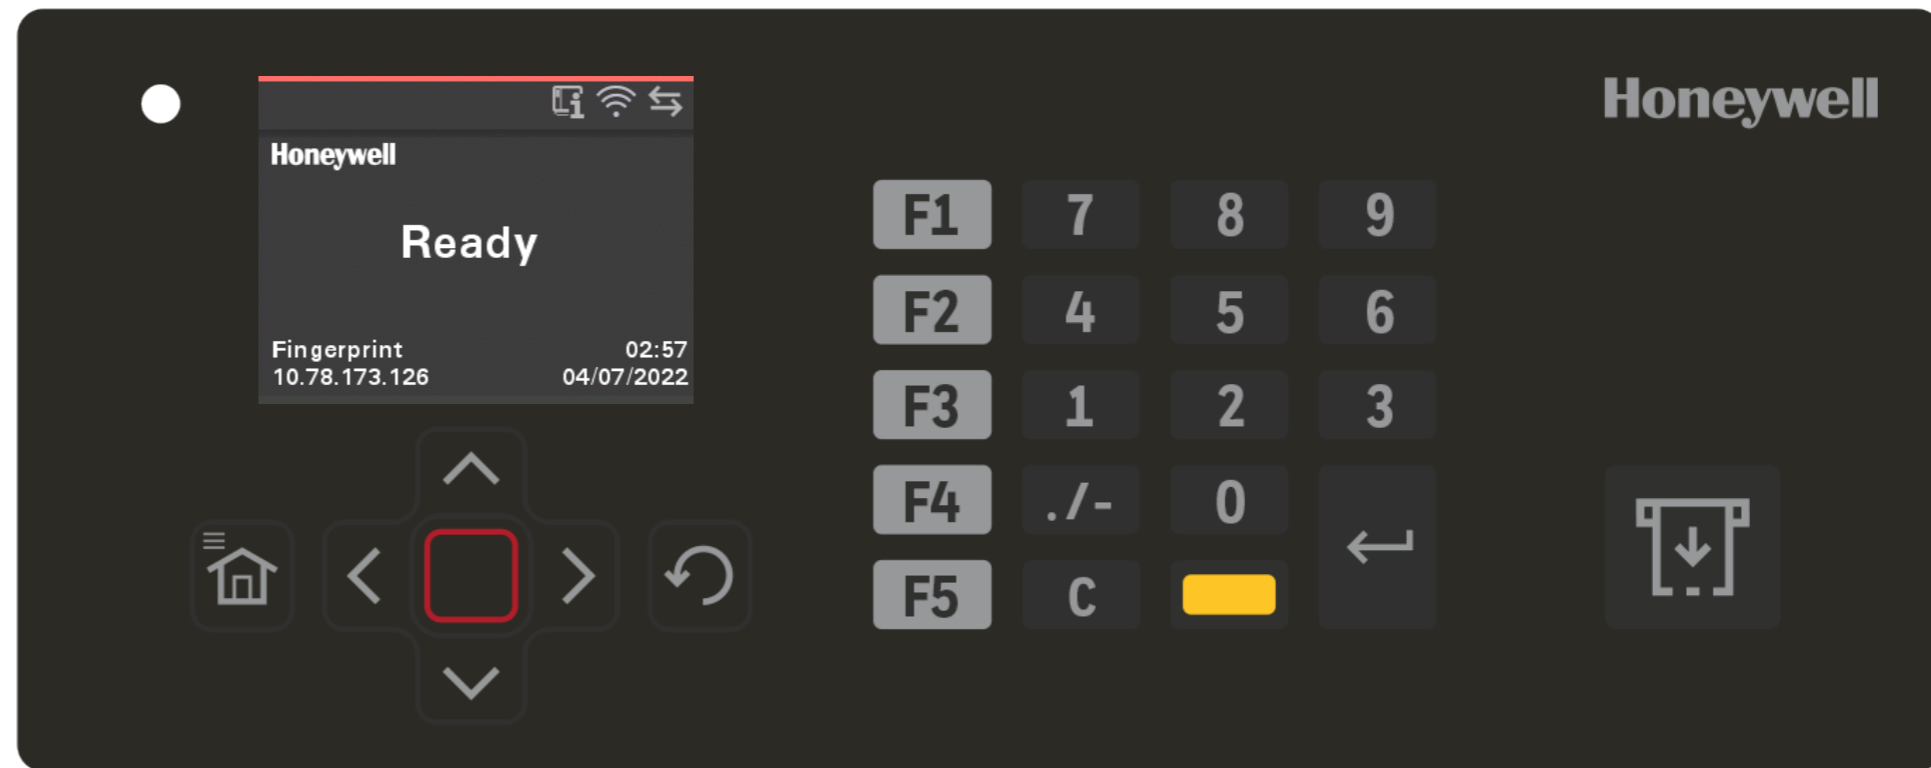 Honeywell
Honeywell
Ready
Fingerprint 02:57
10.78.173.126 04/07/2022
F1 7 8 9
F2 4 5 6
F3 1 2 3
F4 ./- 0
F5 C